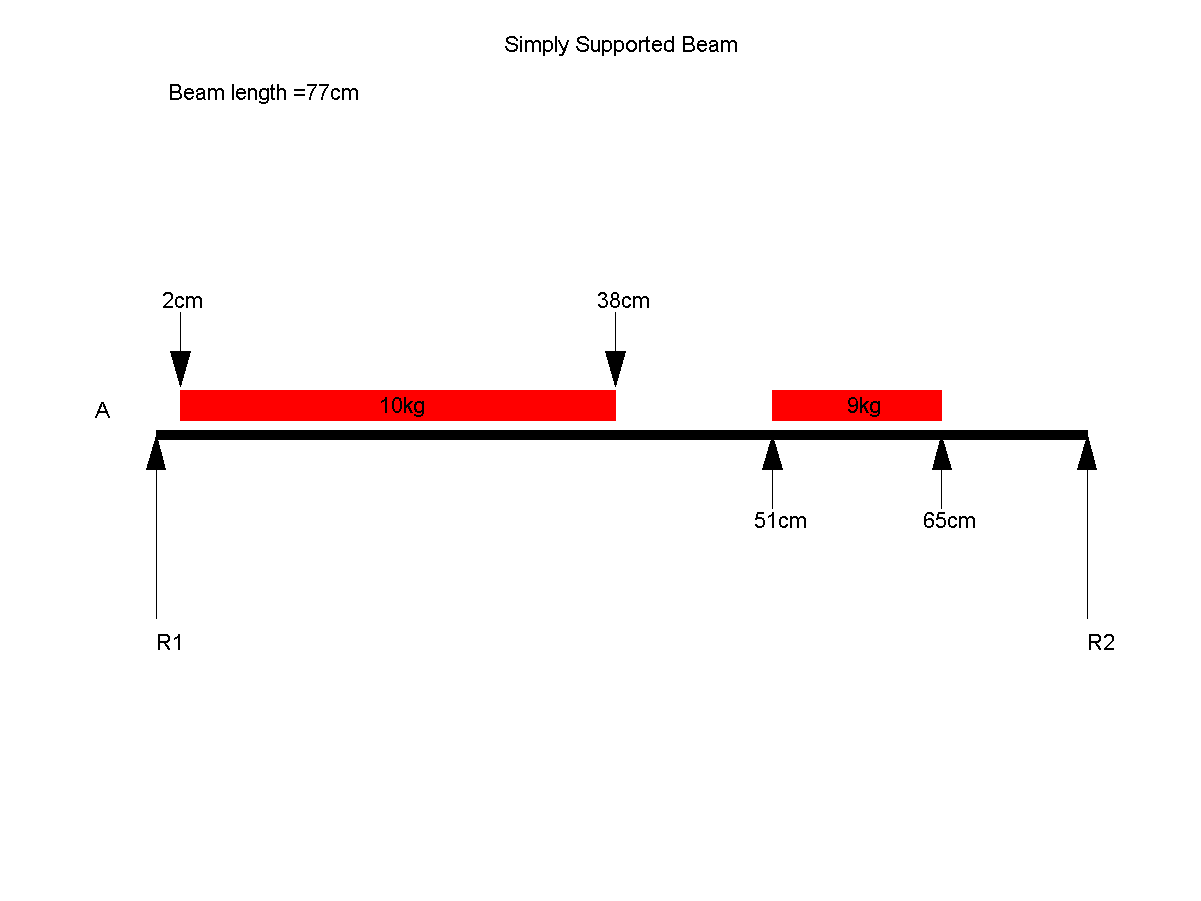 Simply Supported Beam
Beam length =77cm
2cm
38cm
A
10kg
9kg
51cm
65cm
R1
R2